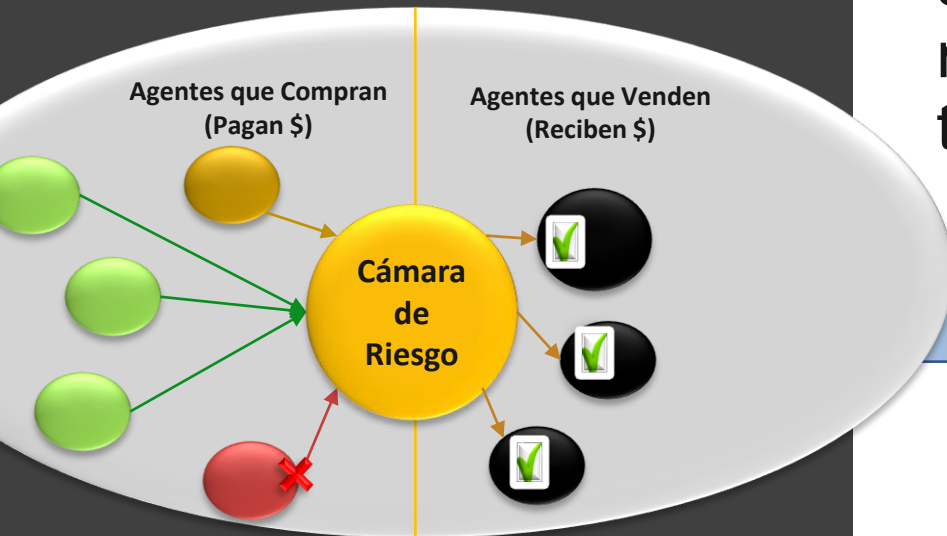 Agentes que Compran
(Pagan $)
Agentes que Venden
(Reciben $)
Cámara
de
Riesgo